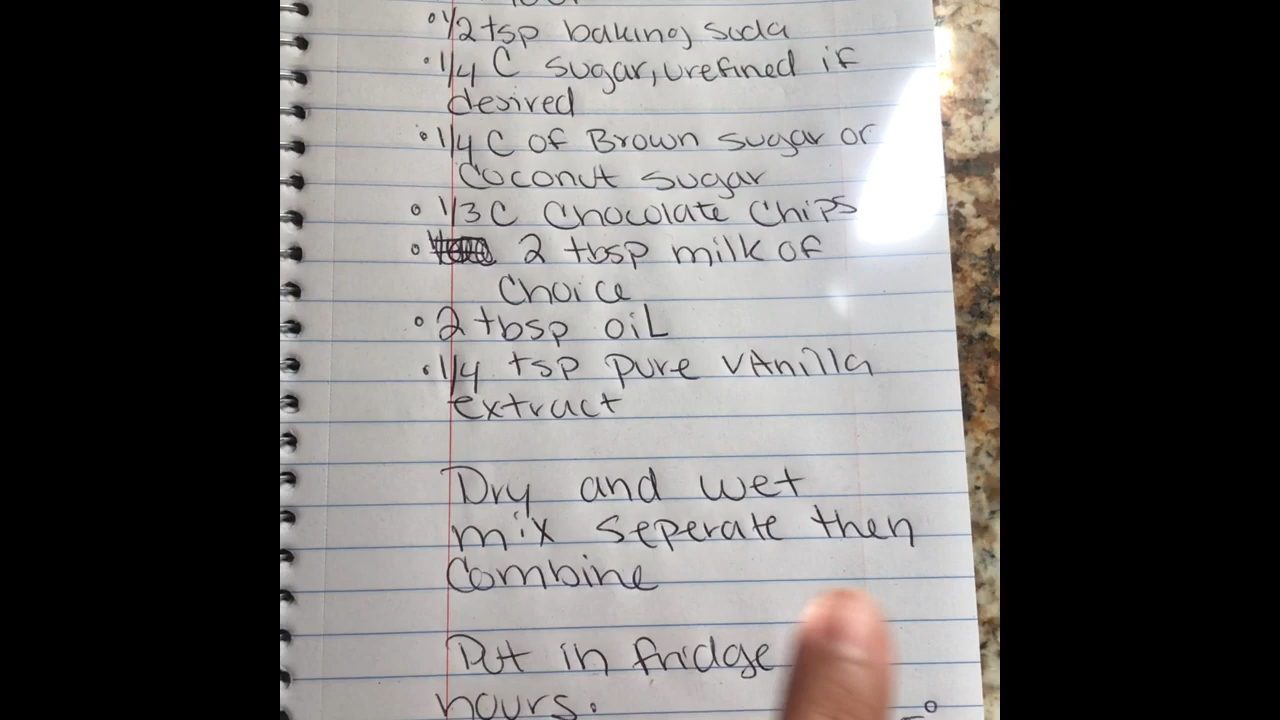 • 1/2 tsp baking soda
• 1/4 C sugar, urefined if
desired
• 1/4 C of Brown sugar or
Coconut sugar
• 1/3 C Chocolate Chips
• 2 tbsp milk of
Choice
• 2 tbsp oil
• 1/4 tsp pure vAnilla
extract
Dry and wet
mix seperate then
Combine
Put in fridge
hours.